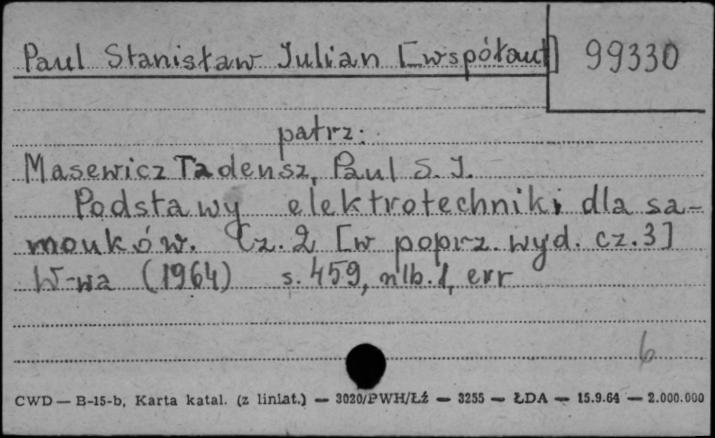 Paul Stanisław Julian [współaut] 99330
patrz:
Masewicz Tadeusz, Paul S. J.
Podstawy elektrotechniki dla sa-
mouków. Cz. 2 [w poprz. wyd. cz. 3]
W-wa (1964) s. 459, nlb. 1, err
6
CWD — B-15-b, Karta katal. (z liniat.) — 3020/PWH/Łź — 3255 — ŁDA — 15.9.64 — 2.000.000